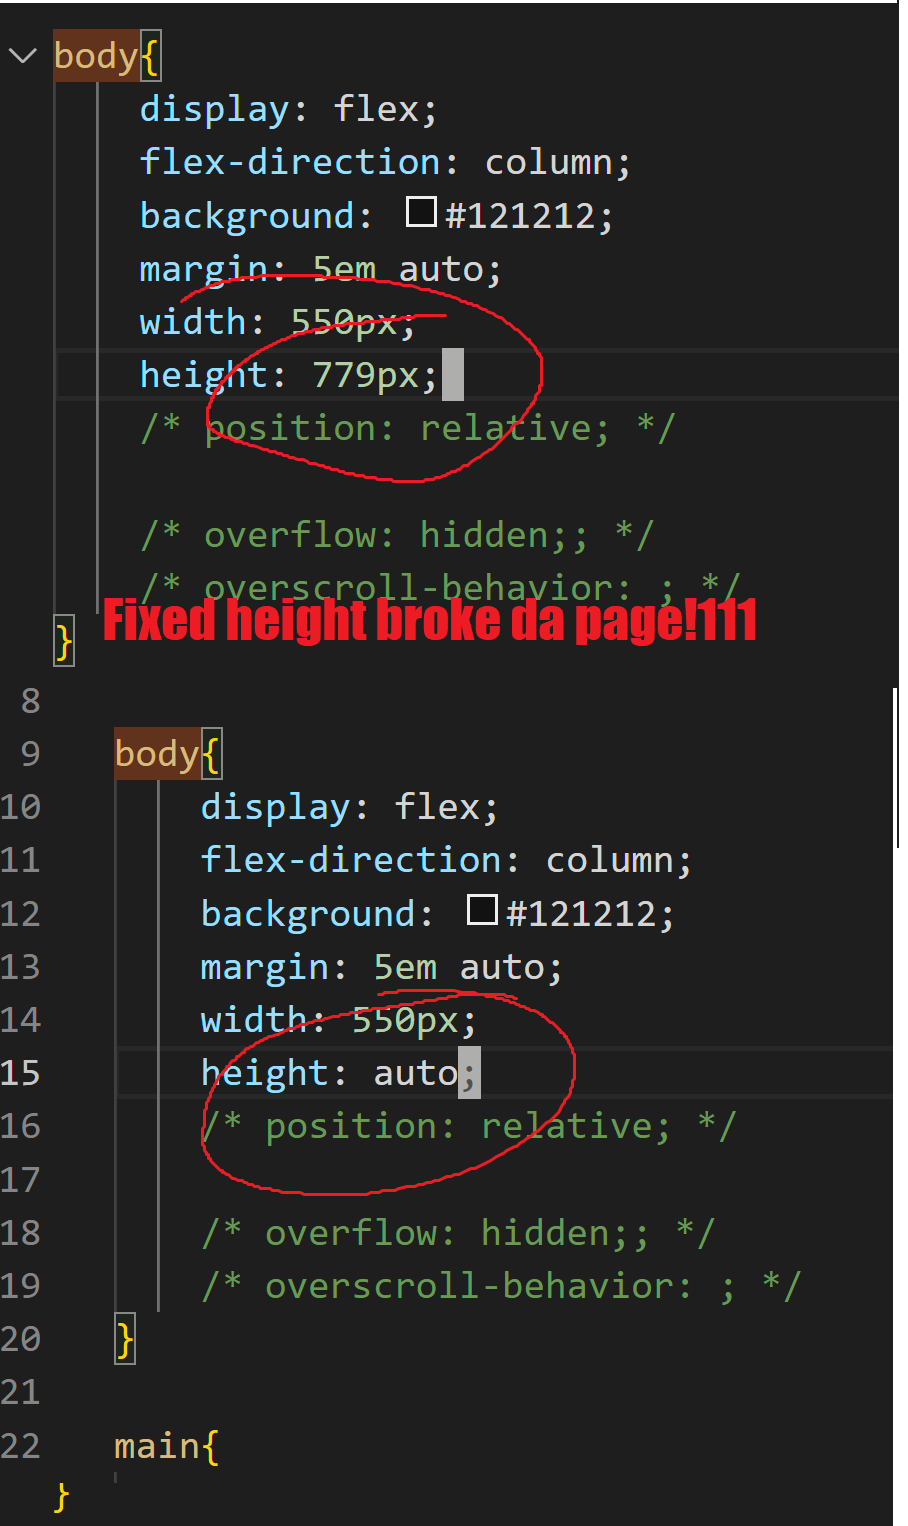 body{
display: flex;
flex-direction: column;
background: #121212;
margin: 5em auto;
width: 550px;
height: 779px;
/* position: relative; */
/* overflow: hidden;; */
/* overscroll-behavior: ; */
Fixed height broke da page!111
}
8
9 body{
10 display: flex;
11 flex-direction: column;
12 background: #121212;
13 margin: 5em auto;
14 width: 550px;
15 height: auto;
16 /* position: relative; */
17
18 /* overflow: hidden;; */
19 /* overscroll-behavior: ; */
20 }
21
22 main{
}